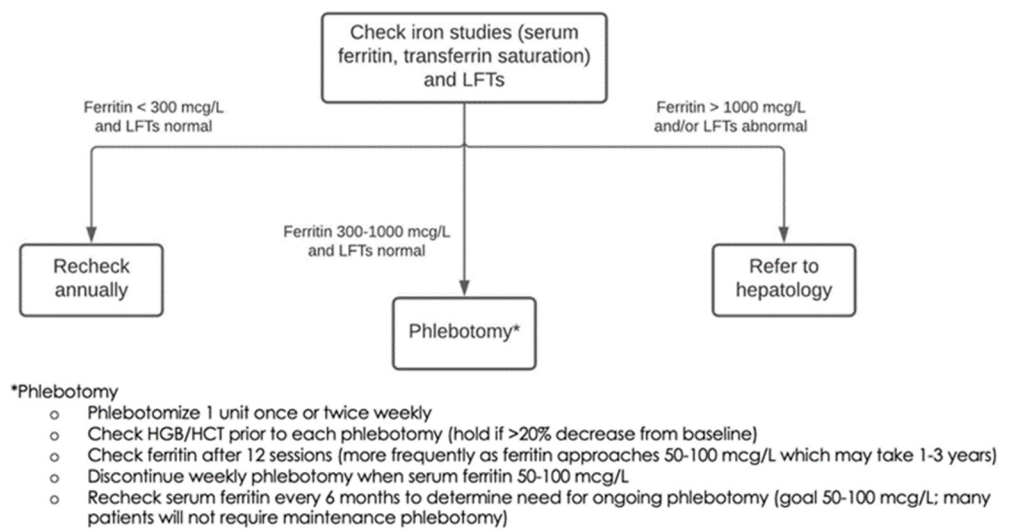 Check iron studies (serum
ferritin, transferrin saturation)
and LFTs
Ferritin < 300 mcg/L
and LFTs normal
Ferritin > 1000 mcg/L
and/or LFTs abnormal
Ferritin 300-1000 mcg/L
and LFTs normal
Recheck
annually
Refer to
hepatology
Phlebotomy*
*Phlebotomy
o Phlebotomize 1 unit once or twice weekly
o Check HGB/HCT prior to each phlebotomy (hold if >20% decrease from baseline)
o Check ferritin after 12 sessions (more frequently as ferritin approaches 50-100 mcg/L which may take 1-3 years)
o Discontinue weekly phlebotomy when serum ferritin 50-100 mcg/L
o Recheck serum ferritin every 6 months to determine need for ongoing phlebotomy (goal 50-100 mcg/L; many
patients will not require maintenance phlebotomy)